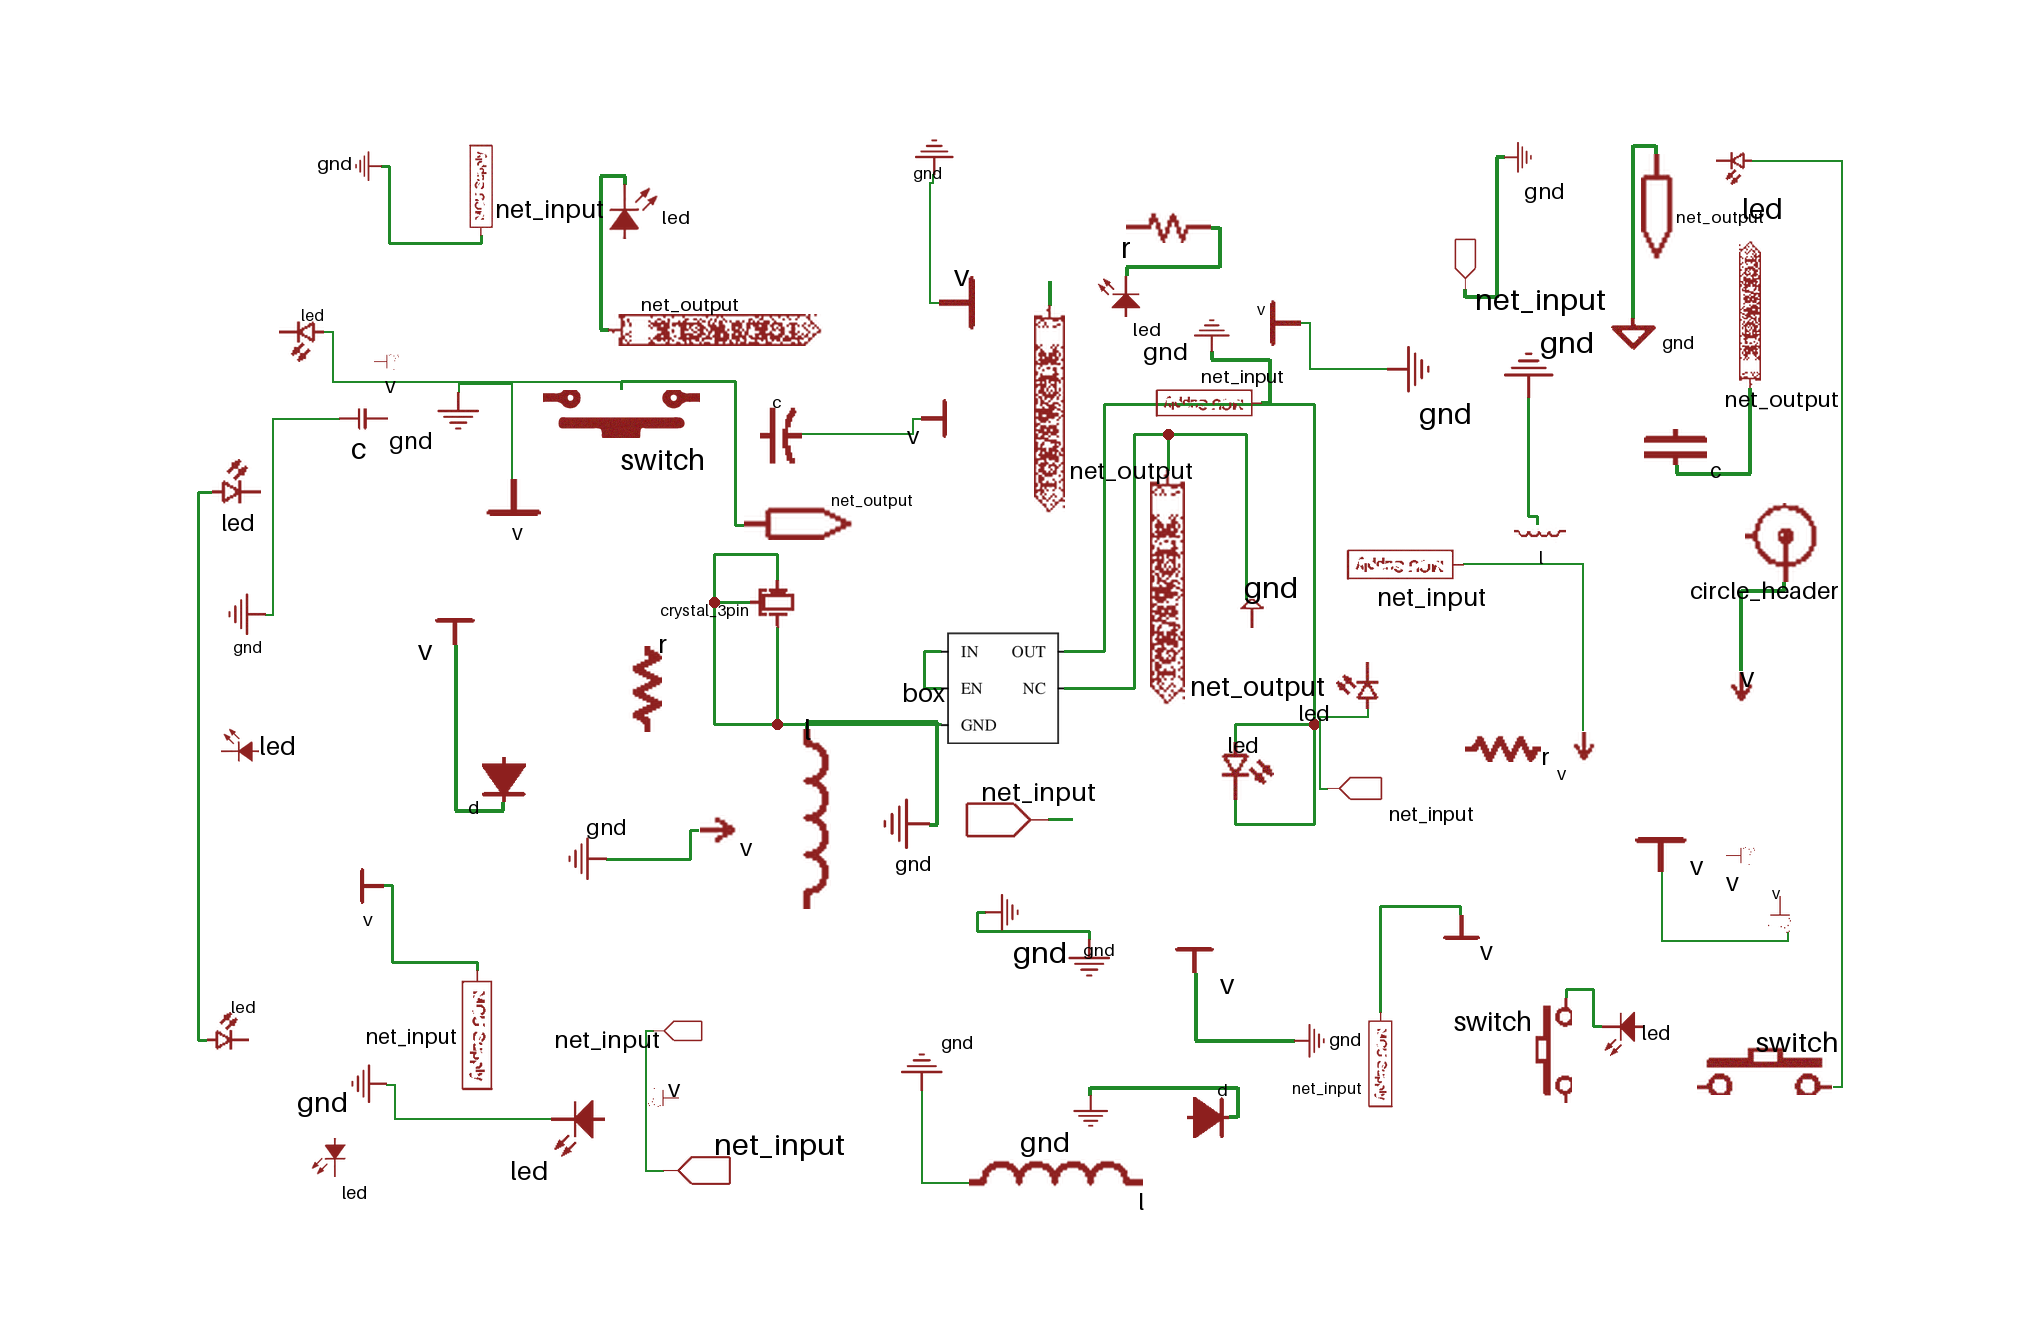 gnd
net_input
led
net_output
led
v
c
gnd
led
gnd
v
switch
c
v
net_output
gnd
v
r
led
gnd
v
net_input
gnd
net_output
gnd
net_input
gnd
net_output
led
gnd
net_output
c
l
net_input
circle_header
v
crystal_3pin
r
v
led
d
gnd
v
l
box
IN
EN
GND
OUT
NC
gnd
net_output
led
led
net_input
r
v
net_input
gnd
v
net_input
led
gnd
led
led
net_input
v
net_input
gnd
gnd
gnd
gnd
l
d
v
gnd
net_input
v
switch
led
switch
v
v
v